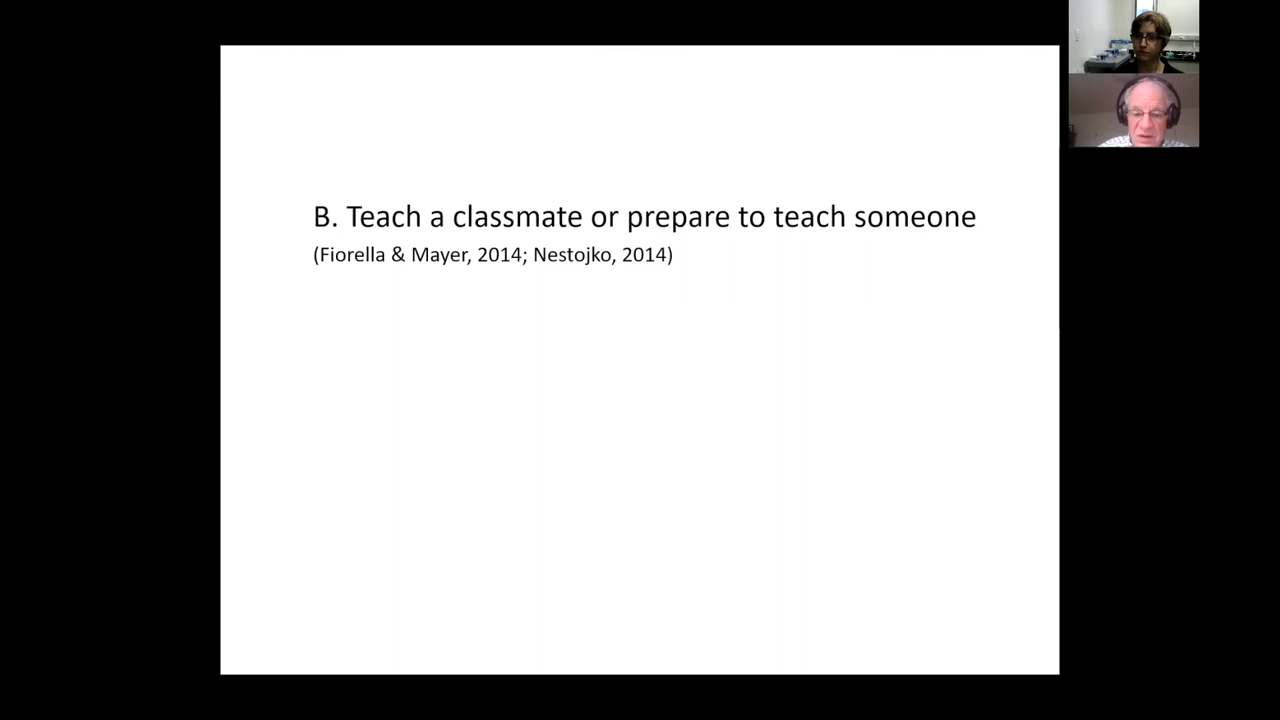 B. Teach a classmate or prepare to teach someone
(Fiorella & Mayer, 2014; Nestojko, 2014)